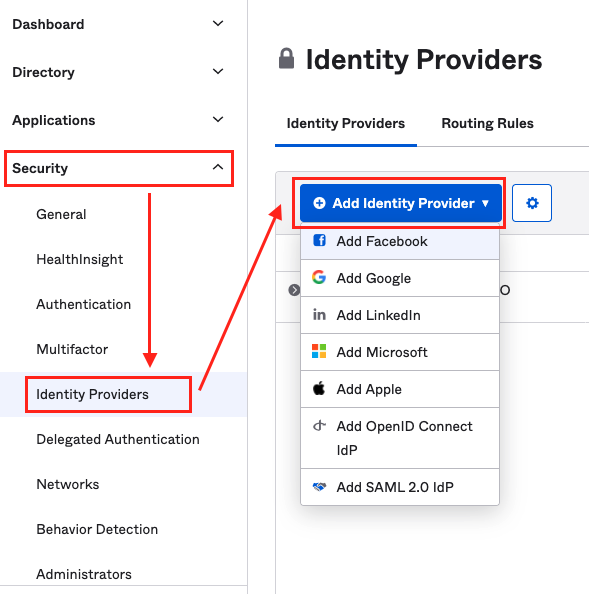 Dashboard
Directory
Applications
Security
General
HealthInsight
Authentication
Multifactor
Identity Providers
Delegated Authentication
Networks
Behavior Detection
Administrators
Identity Providers
Identity Providers
Routing Rules
Add Identity Provider
Add Facebook
Add Google
Add LinkedIn
Add Microsoft
Add Apple
Add OpenID Connect
IdP
Add SAML 2.0 IdP